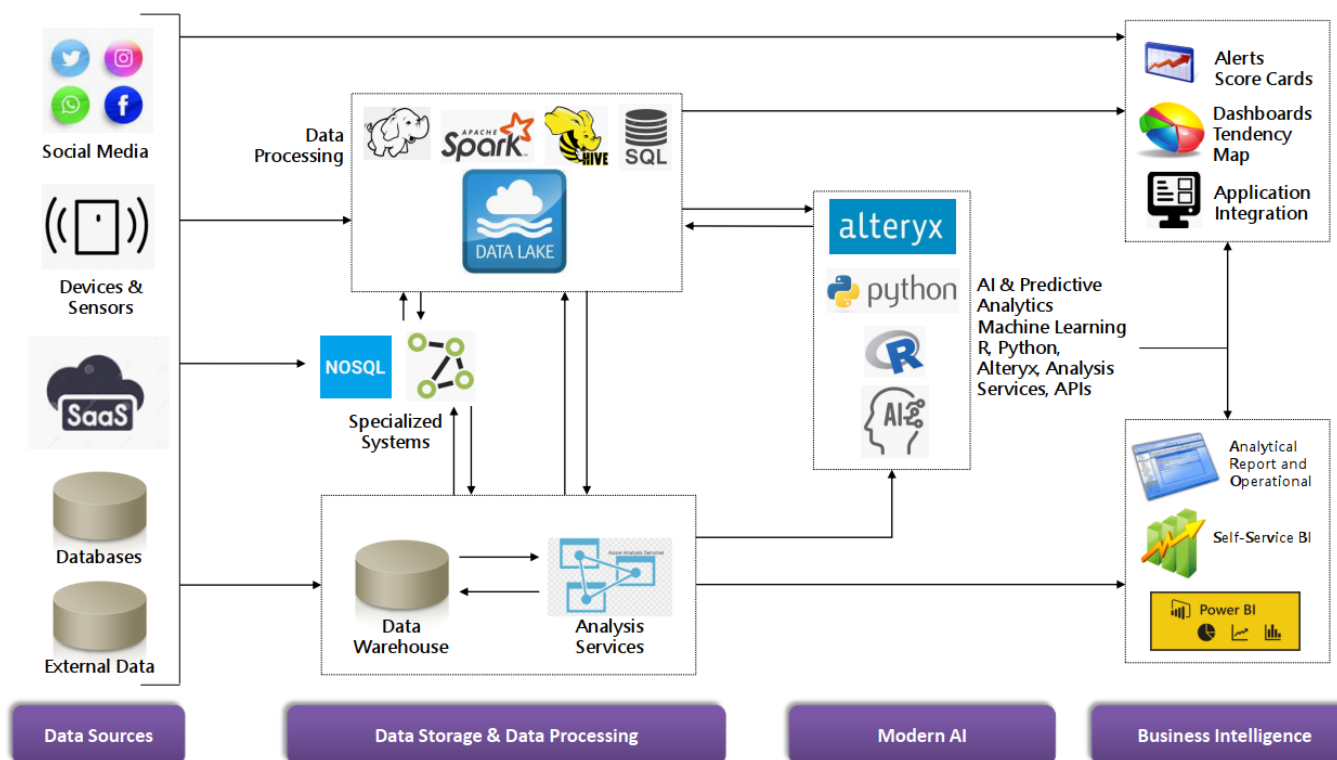 Social Media
Devices &
Sensors
SaaS
Databases
External Data
Data
Processing
APACHE
Spark
HIVE
SQL
DATA LAKE
NOSQL
Specialized
Systems
Data
Warehouse
Azure Analysis Services
Analysis
Services
alteryx
python
R
AI
AI & Predictive
Analytics
Machine Learning
R, Python,
Alteryx, Analysis
Services, APIs
Alerts
Score Cards
Dashboards
Tendency
Map
Application
Integration
Analytical
Report and
Operational
Self-Service BI
Power BI
Data Sources
Data Storage & Data Processing
Modern AI
Business Intelligence